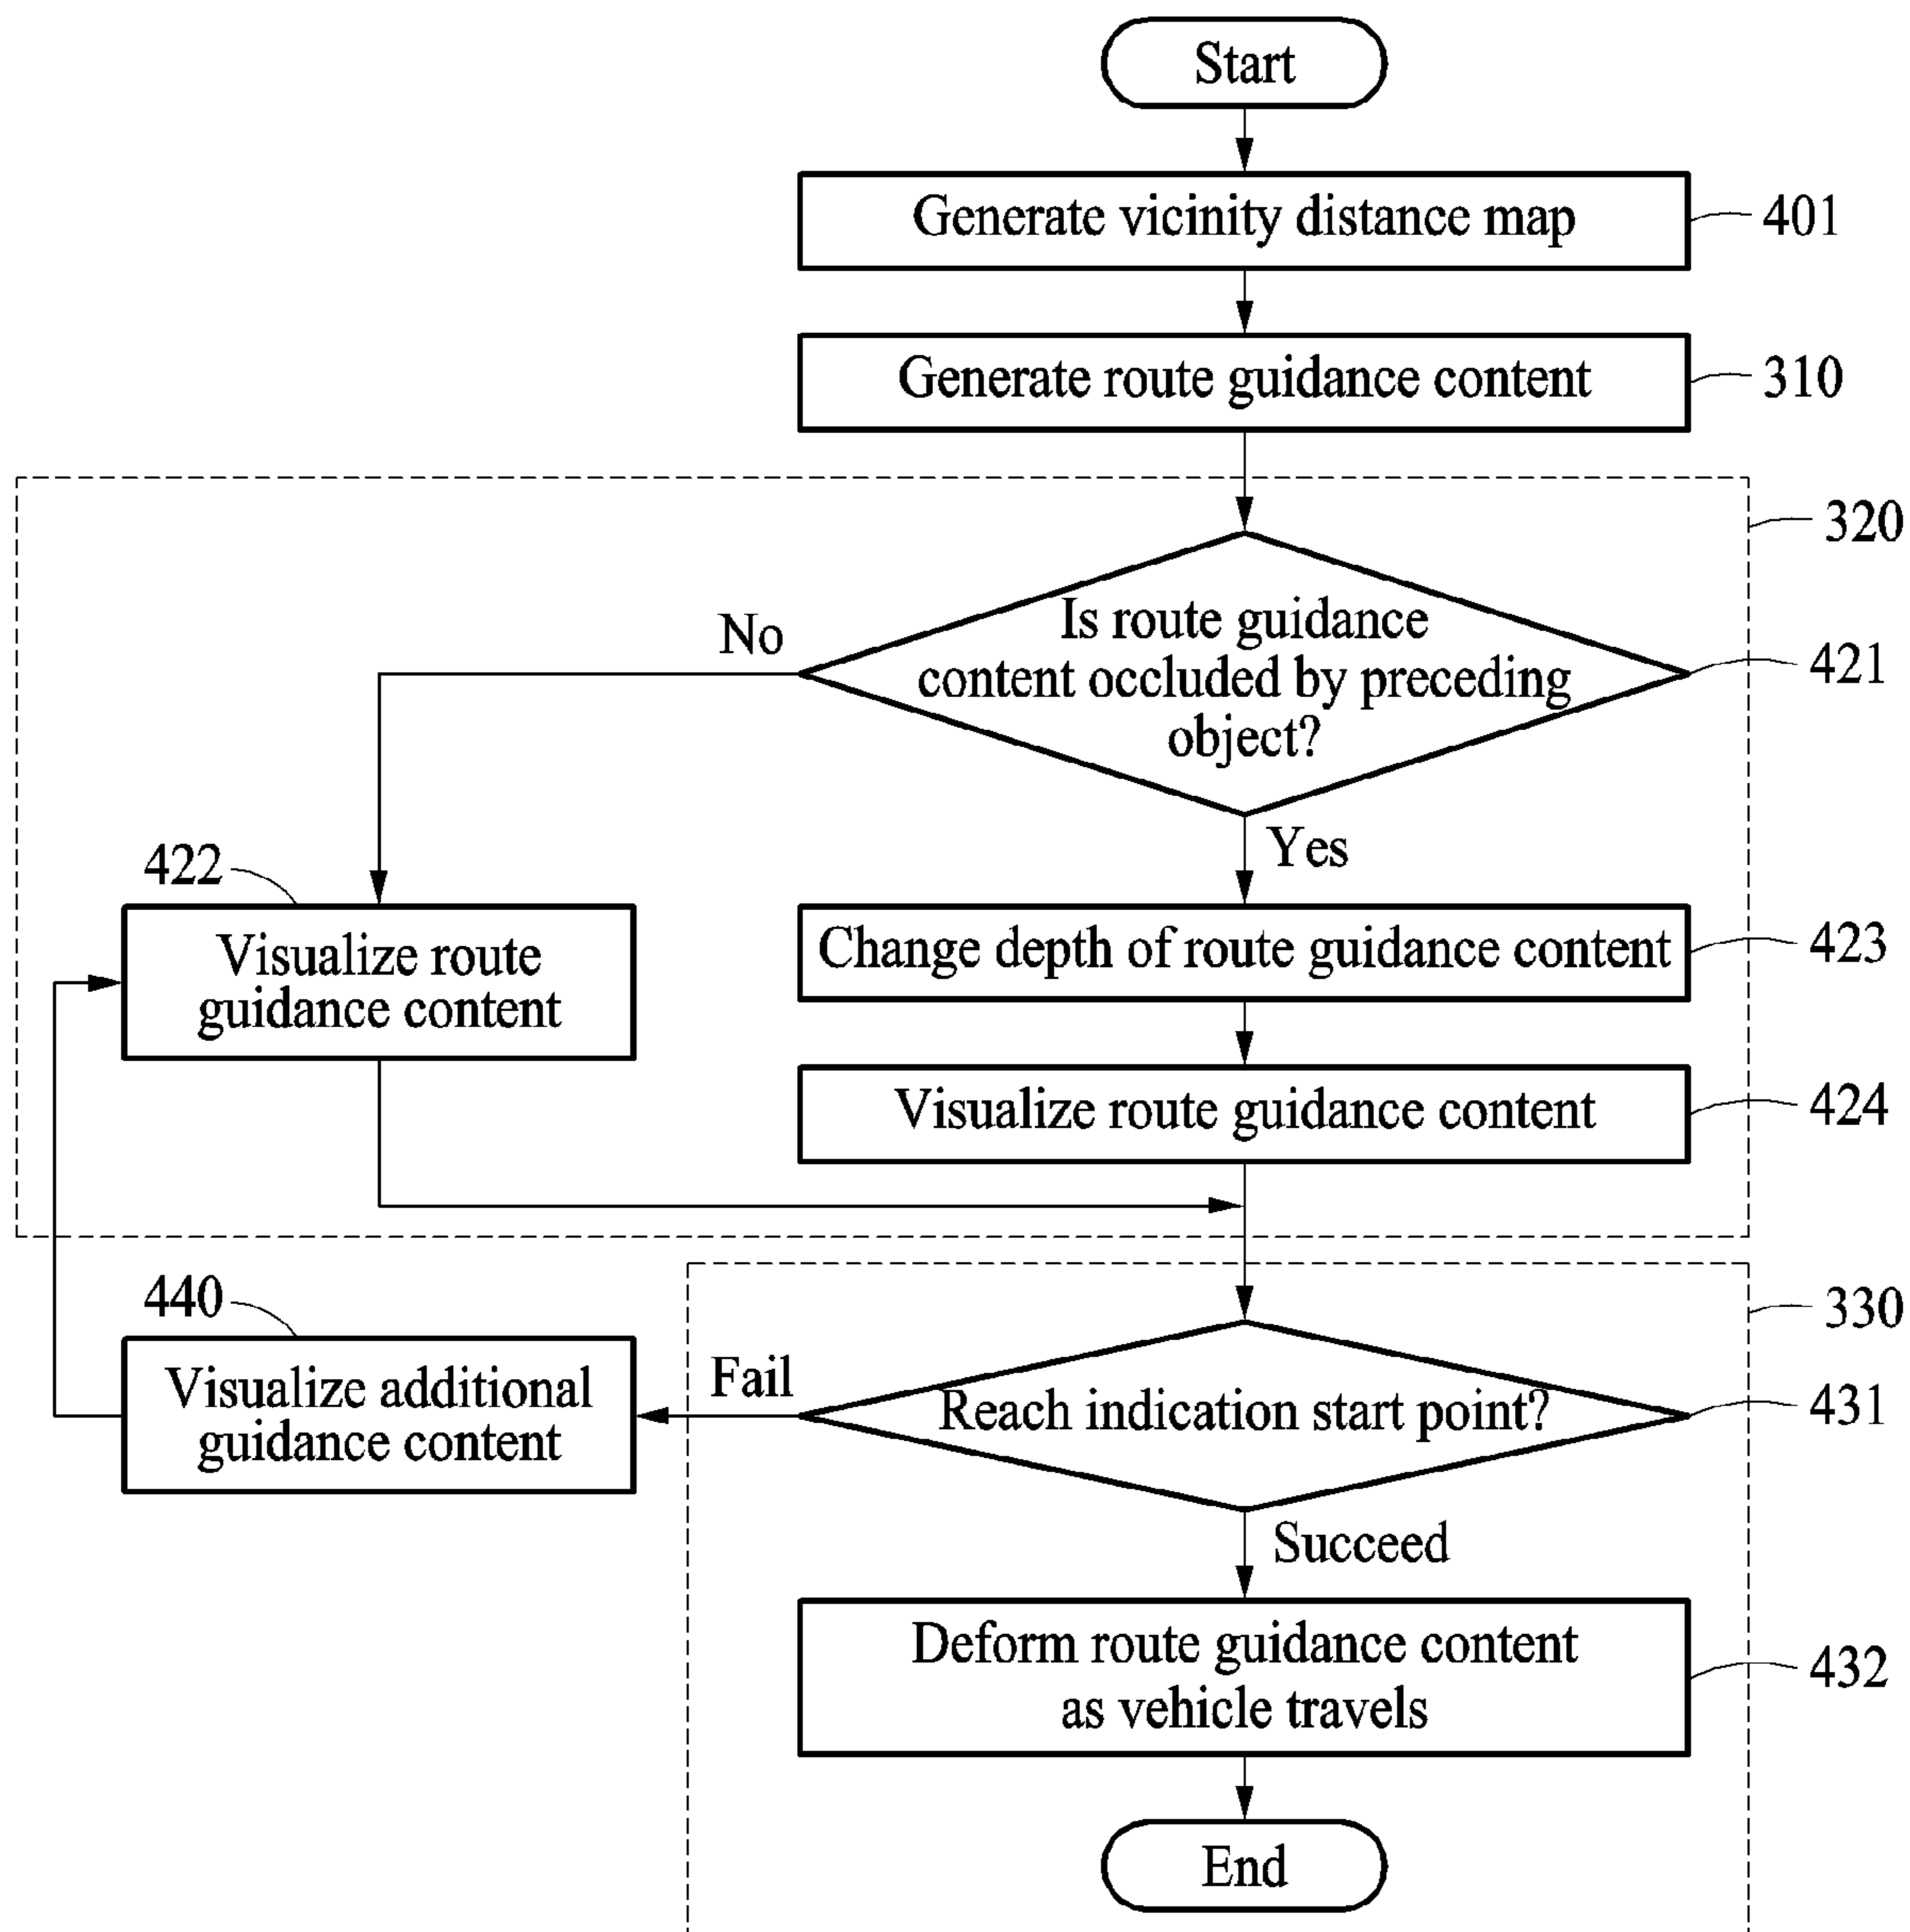 Start
Generate vicinity distance map
401
Generate route guidance content
310
320
Is route guidance
content occluded by preceding
object?
421
No
Yes
422
Visualize route
guidance content
Change depth of route guidance content
423
Visualize route guidance content
424
330
440
Visualize additional
guidance content
Fail
Reach indication start point?
431
Succeed
Deform route guidance content
as vehicle travels
432
End